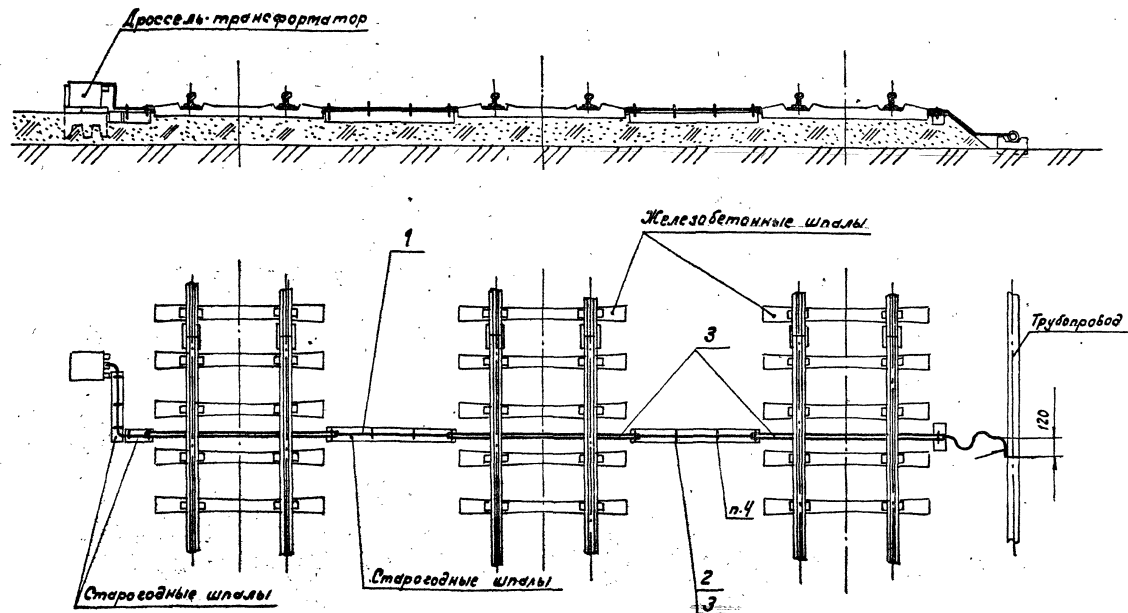 Дроссель-трансформатор
Железобетонные шпалы
1
Трубопровод
3
120
п.4
Старогодные шпалы
Старогодные шпалы
2
3